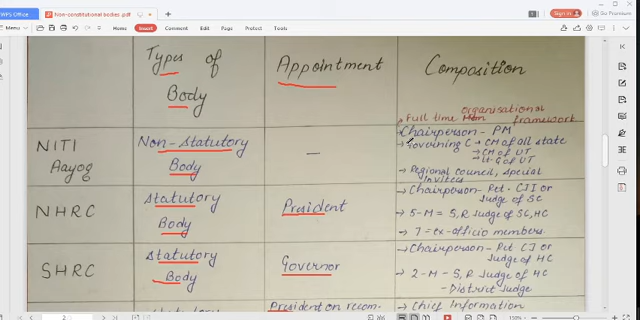 WPS Office
Non-constitutional bodies .pdf
Sign in
Menu
Home
Insert
Comment
Edit
Page
Protect
Tools
Types of Body
Appointment
Composition
Full time Mem organisational framework
NITI Aayog
Non-Statutory Body
—
Chairperson - PM
Governing C → CM of all state
→ CM of UT
→ Lt. G of UT
Regional council, special invitees
NHRC
Statutory Body
President
Chairperson - Ret. CJI or Judge of SC
5-M = S, R Judge of SC, HC
7 = ex-officio members
SHRC
Statutory Body
Governor
Chairperson - Ret CJ or Judge of HC
2-M - S, R Judge of HC
- District Judge
President on recom-
Chief Information
2